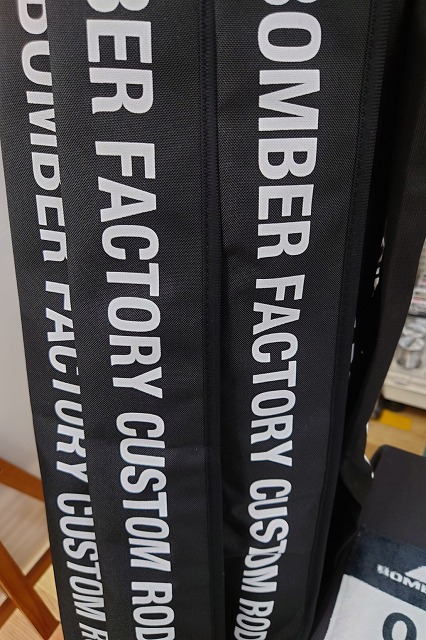 BOMBER FACTORY CUSTOM R
BER FACTORY CUSTOM ROD
BOMBER FACTORY CUSTOM ROD